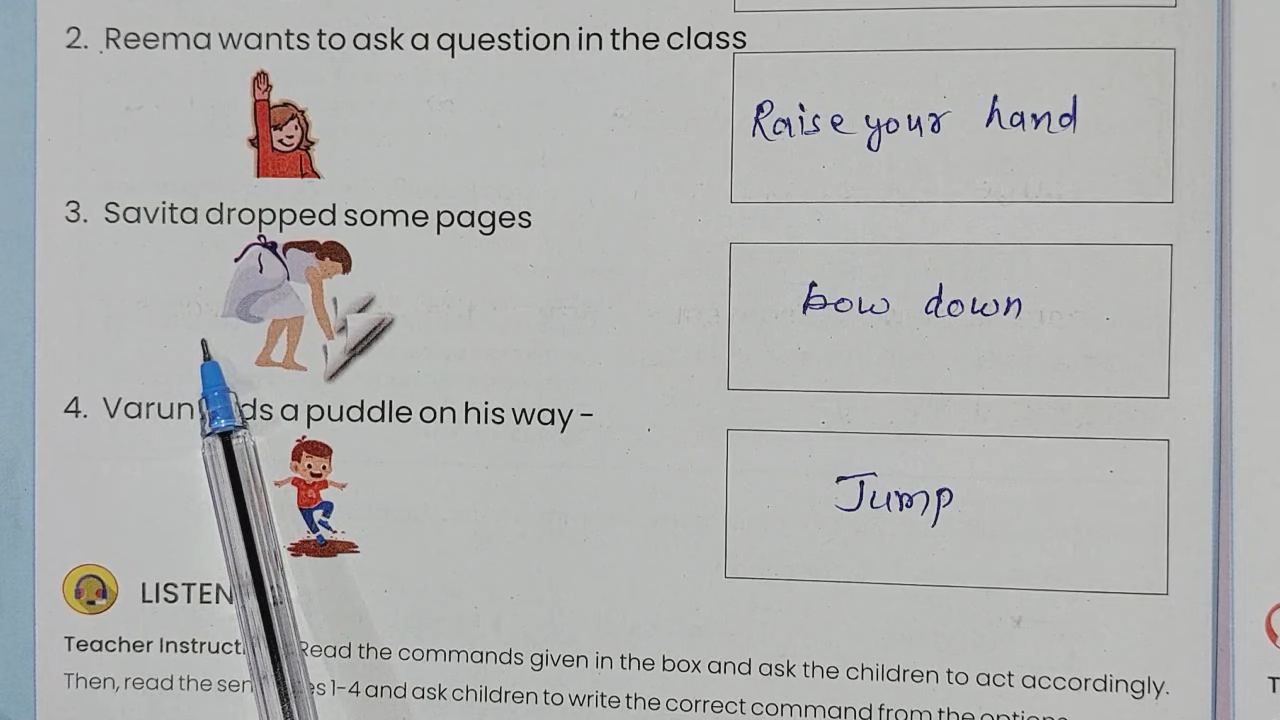 2. Reema wants to ask a question in the class
Raise your hand
3. Savita dropped some pages
bow down
4. Varun ds a puddle on his way -
Jump
LISTEN
Teacher Instruct Read the commands given in the box and ask the children to act accordingly.
Then, read the sen es 1-4 and ask children to write the correct command from the options